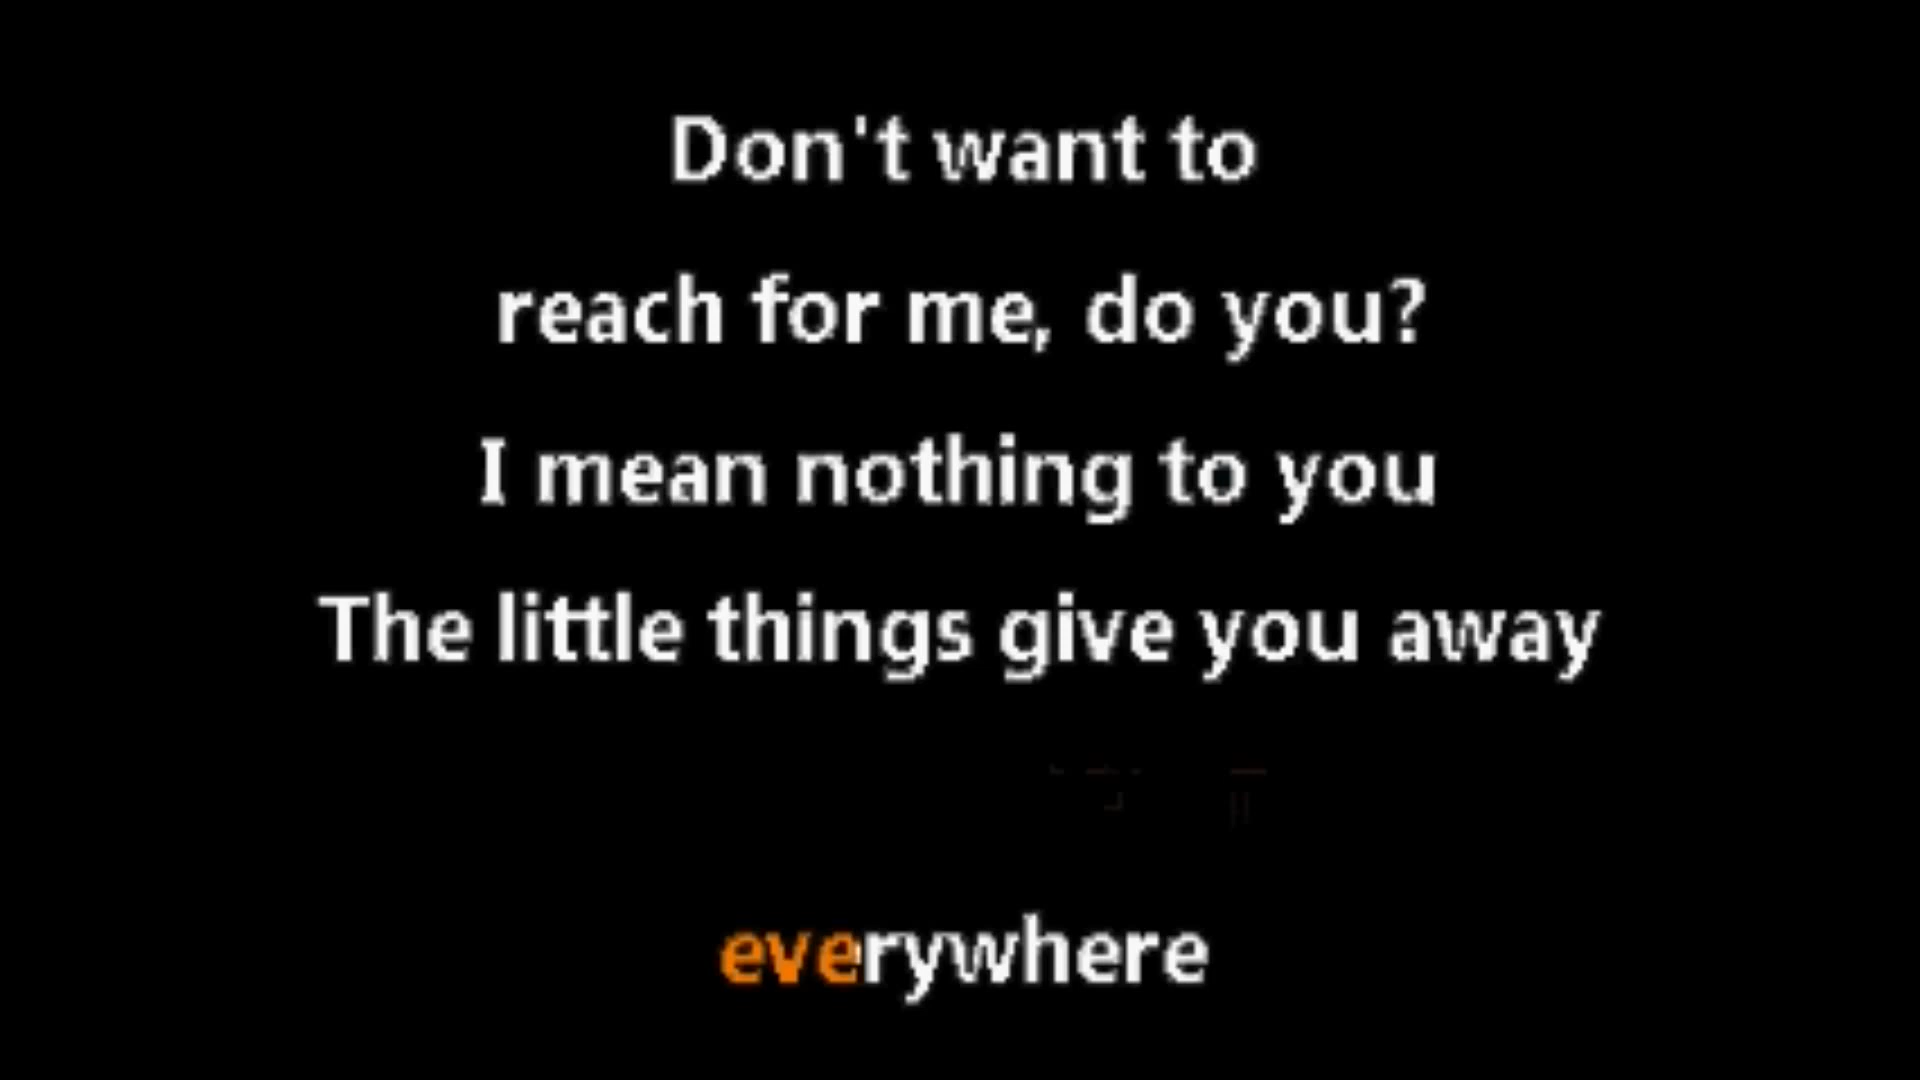 Don't want to
reach for me, do you?
I mean nothing to you
The little things give you away
everywhere